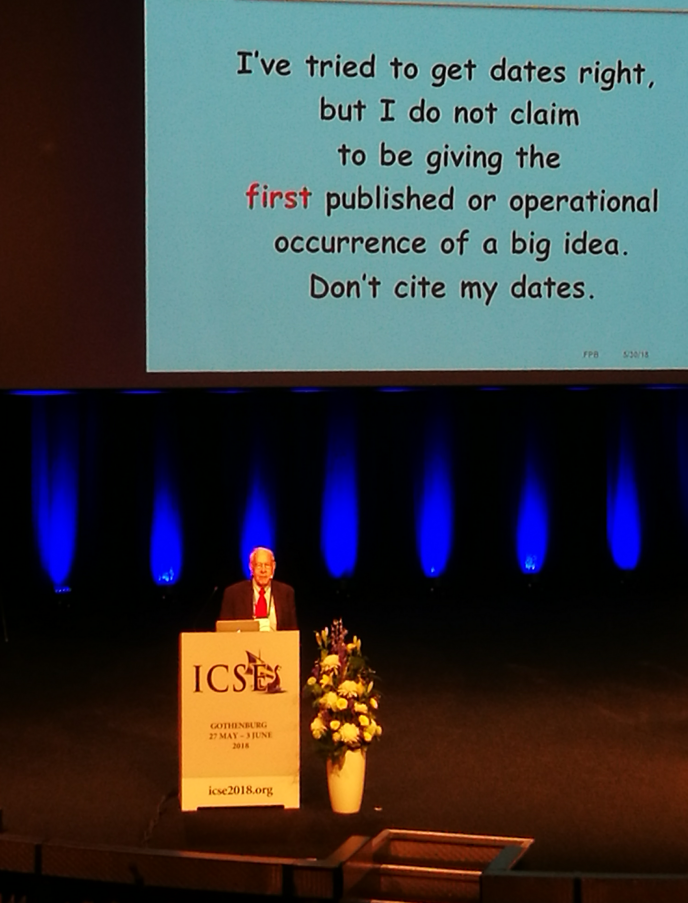 I've tried to get dates right,
but I do not claim
to be giving the
first published or operational
occurrence of a big idea.
Don't cite my dates.
FPB 5/30/18
ICSE
GOTHENBURG
27 MAY – 3 JUNE
2018
icse2018.org